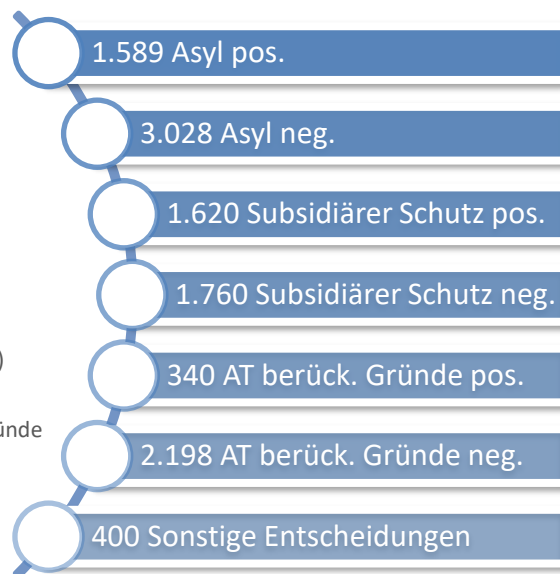 1.589 Asyl pos.
3.028 Asyl neg.
1.620 Subsidiärer Schutz pos.
1.760 Subsidiärer Schutz neg.
)
340 AT berück. Gründe pos.
2.198 AT berück. Gründe neg.
400 Sonstige Entscheidungen